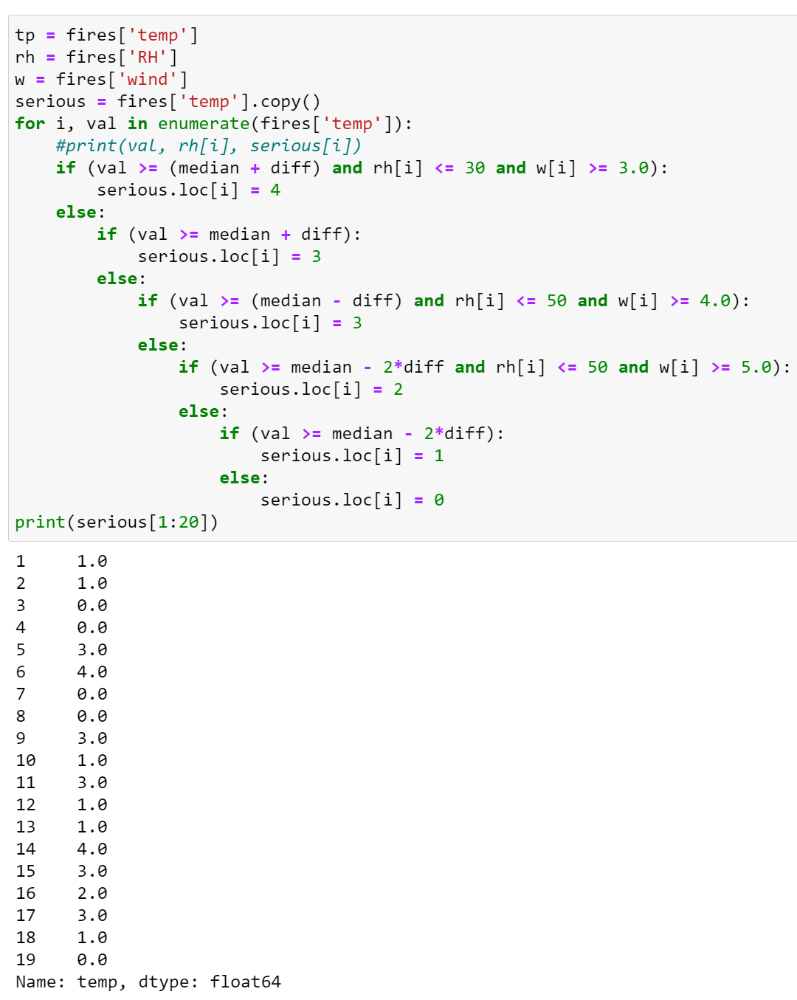 tp = fires['temp']
rh = fires['RH']
w = fires['wind']
serious = fires['temp'].copy()
for i, val in enumerate(fires['temp']):
    #print(val, rh[i], serious[i])
    if (val >= (median + diff) and rh[i] <= 30 and w[i] >= 3.0):
        serious.loc[i] = 4
    else:
        if (val >= median + diff):
            serious.loc[i] = 3
        else:
            if (val >= (median - diff) and rh[i] <= 50 and w[i] >= 4.0):
                serious.loc[i] = 3
            else:
                if (val >= median - 2*diff and rh[i] <= 50 and w[i] >= 5.0):
                    serious.loc[i] = 2
                else:
                    if (val >= median - 2*diff):
                        serious.loc[i] = 1
                    else:
                        serious.loc[i] = 0
print(serious[1:20])
1     1.0
2     1.0
3     0.0
4     0.0
5     3.0
6     4.0
7     0.0
8     0.0
9     3.0
10    1.0
11    3.0
12    1.0
13    1.0
14    4.0
15    3.0
16    2.0
17    3.0
18    1.0
19    0.0
Name: temp, dtype: float64